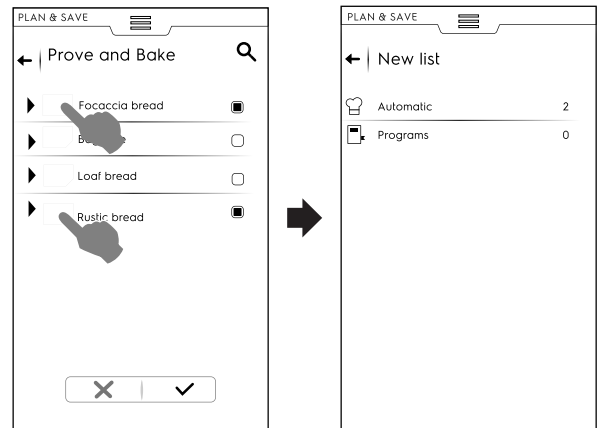 PLAN & SAVE
Prove and Bake
Focaccia bread
Loaf bread
Rustic bread
PLAN & SAVE
New list
Automatic 2
Programs 0